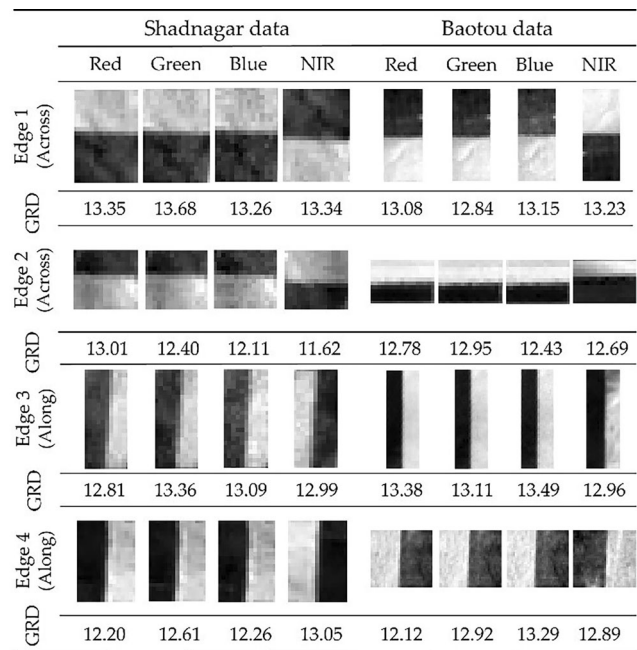 Shadnagar data Baotou data
Red Green Blue NIR Red Green Blue NIR
Edge 1
(Across)
GRD 13.35 13.68 13.26 13.34 13.08 12.84 13.15 13.23
Edge 2
(Across)
GRD 13.01 12.40 12.11 11.62 12.78 12.95 12.43 12.69
Edge 3
(Along)
GRD 12.81 13.36 13.09 12.99 13.38 13.11 13.49 12.96
Edge 4
(Along)
GRD 12.20 12.61 12.26 13.05 12.12 12.92 13.29 12.89